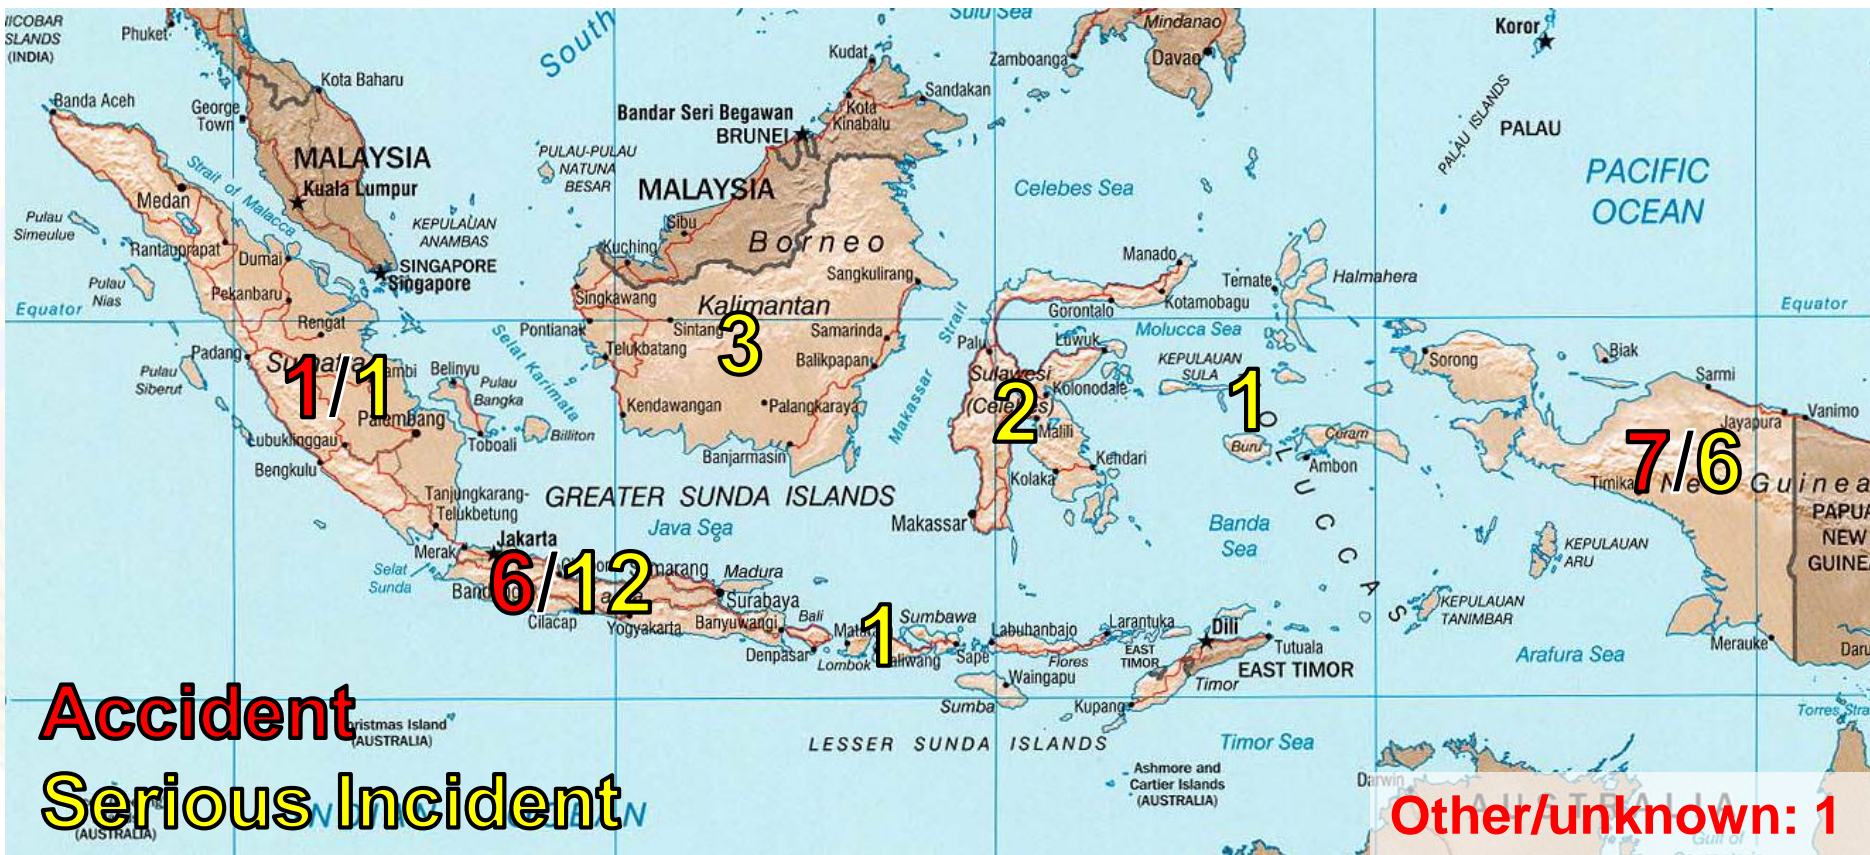 NICOBAR
ISLANDS
(INDIA)
Phuket
South
Sulu Sea
Mindanao
Koror
Kota Baharu
Kudat
Zamboanga
Davao
Banda Aceh
George
Town
Bandar Seri Begawan
BRUNEI
Kota
Kinabalu
Sandakan
PALAU ISLANDS
PALAU
MALAYSIA
Kuala Lumpur
Strait of Malacca
PULAU-PULAU
NATUNA
BESAR
MALAYSIA
Celebes Sea
PACIFIC
OCEAN
Medan
Pulau
Simeulue
KEPULAUAN
ANAMBAS
Sibu
Borneo
Kuching
Rantauprapat
Dumai
SINGAPORE
Singapore
Manado
Ternate
Halmahera
Pulau
Nias
Pekanbaru
Singkawang
Kalimantan
Sangkulirang
Kotamobagu
Gorontalo
Equator
Equator
Rengat
Selat Karimata
Pontianak
Sintang
Samarinda
Strait
Molucca Sea
Padang
Telukbatang
3
Balikpapan
Palu
Luwuk
KEPULAUAN
SULA
Sorong
Biak
Pulau
Siberut
Sumatra
1/1
Belinyu
Pulau
Bangka
Sulawesi
(Celebes)
2
Kolonodale
1
Sarmi
Kendawangan
Palangkaraya
Makassar
Malili
MOLUCCAS
Jayapura
Vanimo
Palembang
Lubuklinggau
Toboali
Billiton
Buru
Ceram
Ambon
7/6
Bengkulu
Banjarmasin
Kendari
Kolaka
Timika
New Guinea
PAPUA
NEW
GUINEA
Tanjungkarang-
Telukbetung
GREATER SUNDA ISLANDS
Java Sea
Makassar
Banda
Sea
Jakarta
Merak
Selat
Sunda
6/12
Semarang
Madura
KEPULAUAN
ARU
Bandung
Surabaya
Cilacap
Yogyakarta
Banyuwangi
Bali
1
Sumbawa
Larantuka
Dili
KEPULAUAN
TANIMBAR
Denpasar
Lombok
Sape
Labuhanbajo
Flores
EAST
TIMOR
Tutuala
EAST TIMOR
Arafura Sea
Merauke
Waingapu
Sumba
Kupang
Timor
Accident
Christmas Island
(AUSTRALIA)
LESSER SUNDA ISLANDS
Timor Sea
Torres Strait
Serious Incident
(AUSTRALIA)
INDIAN OCEAN
Ashmore and
Cartier Islands
(AUSTRALIA)
Darwin
AUSTRALIA
Other/unknown: 1
Gulf of